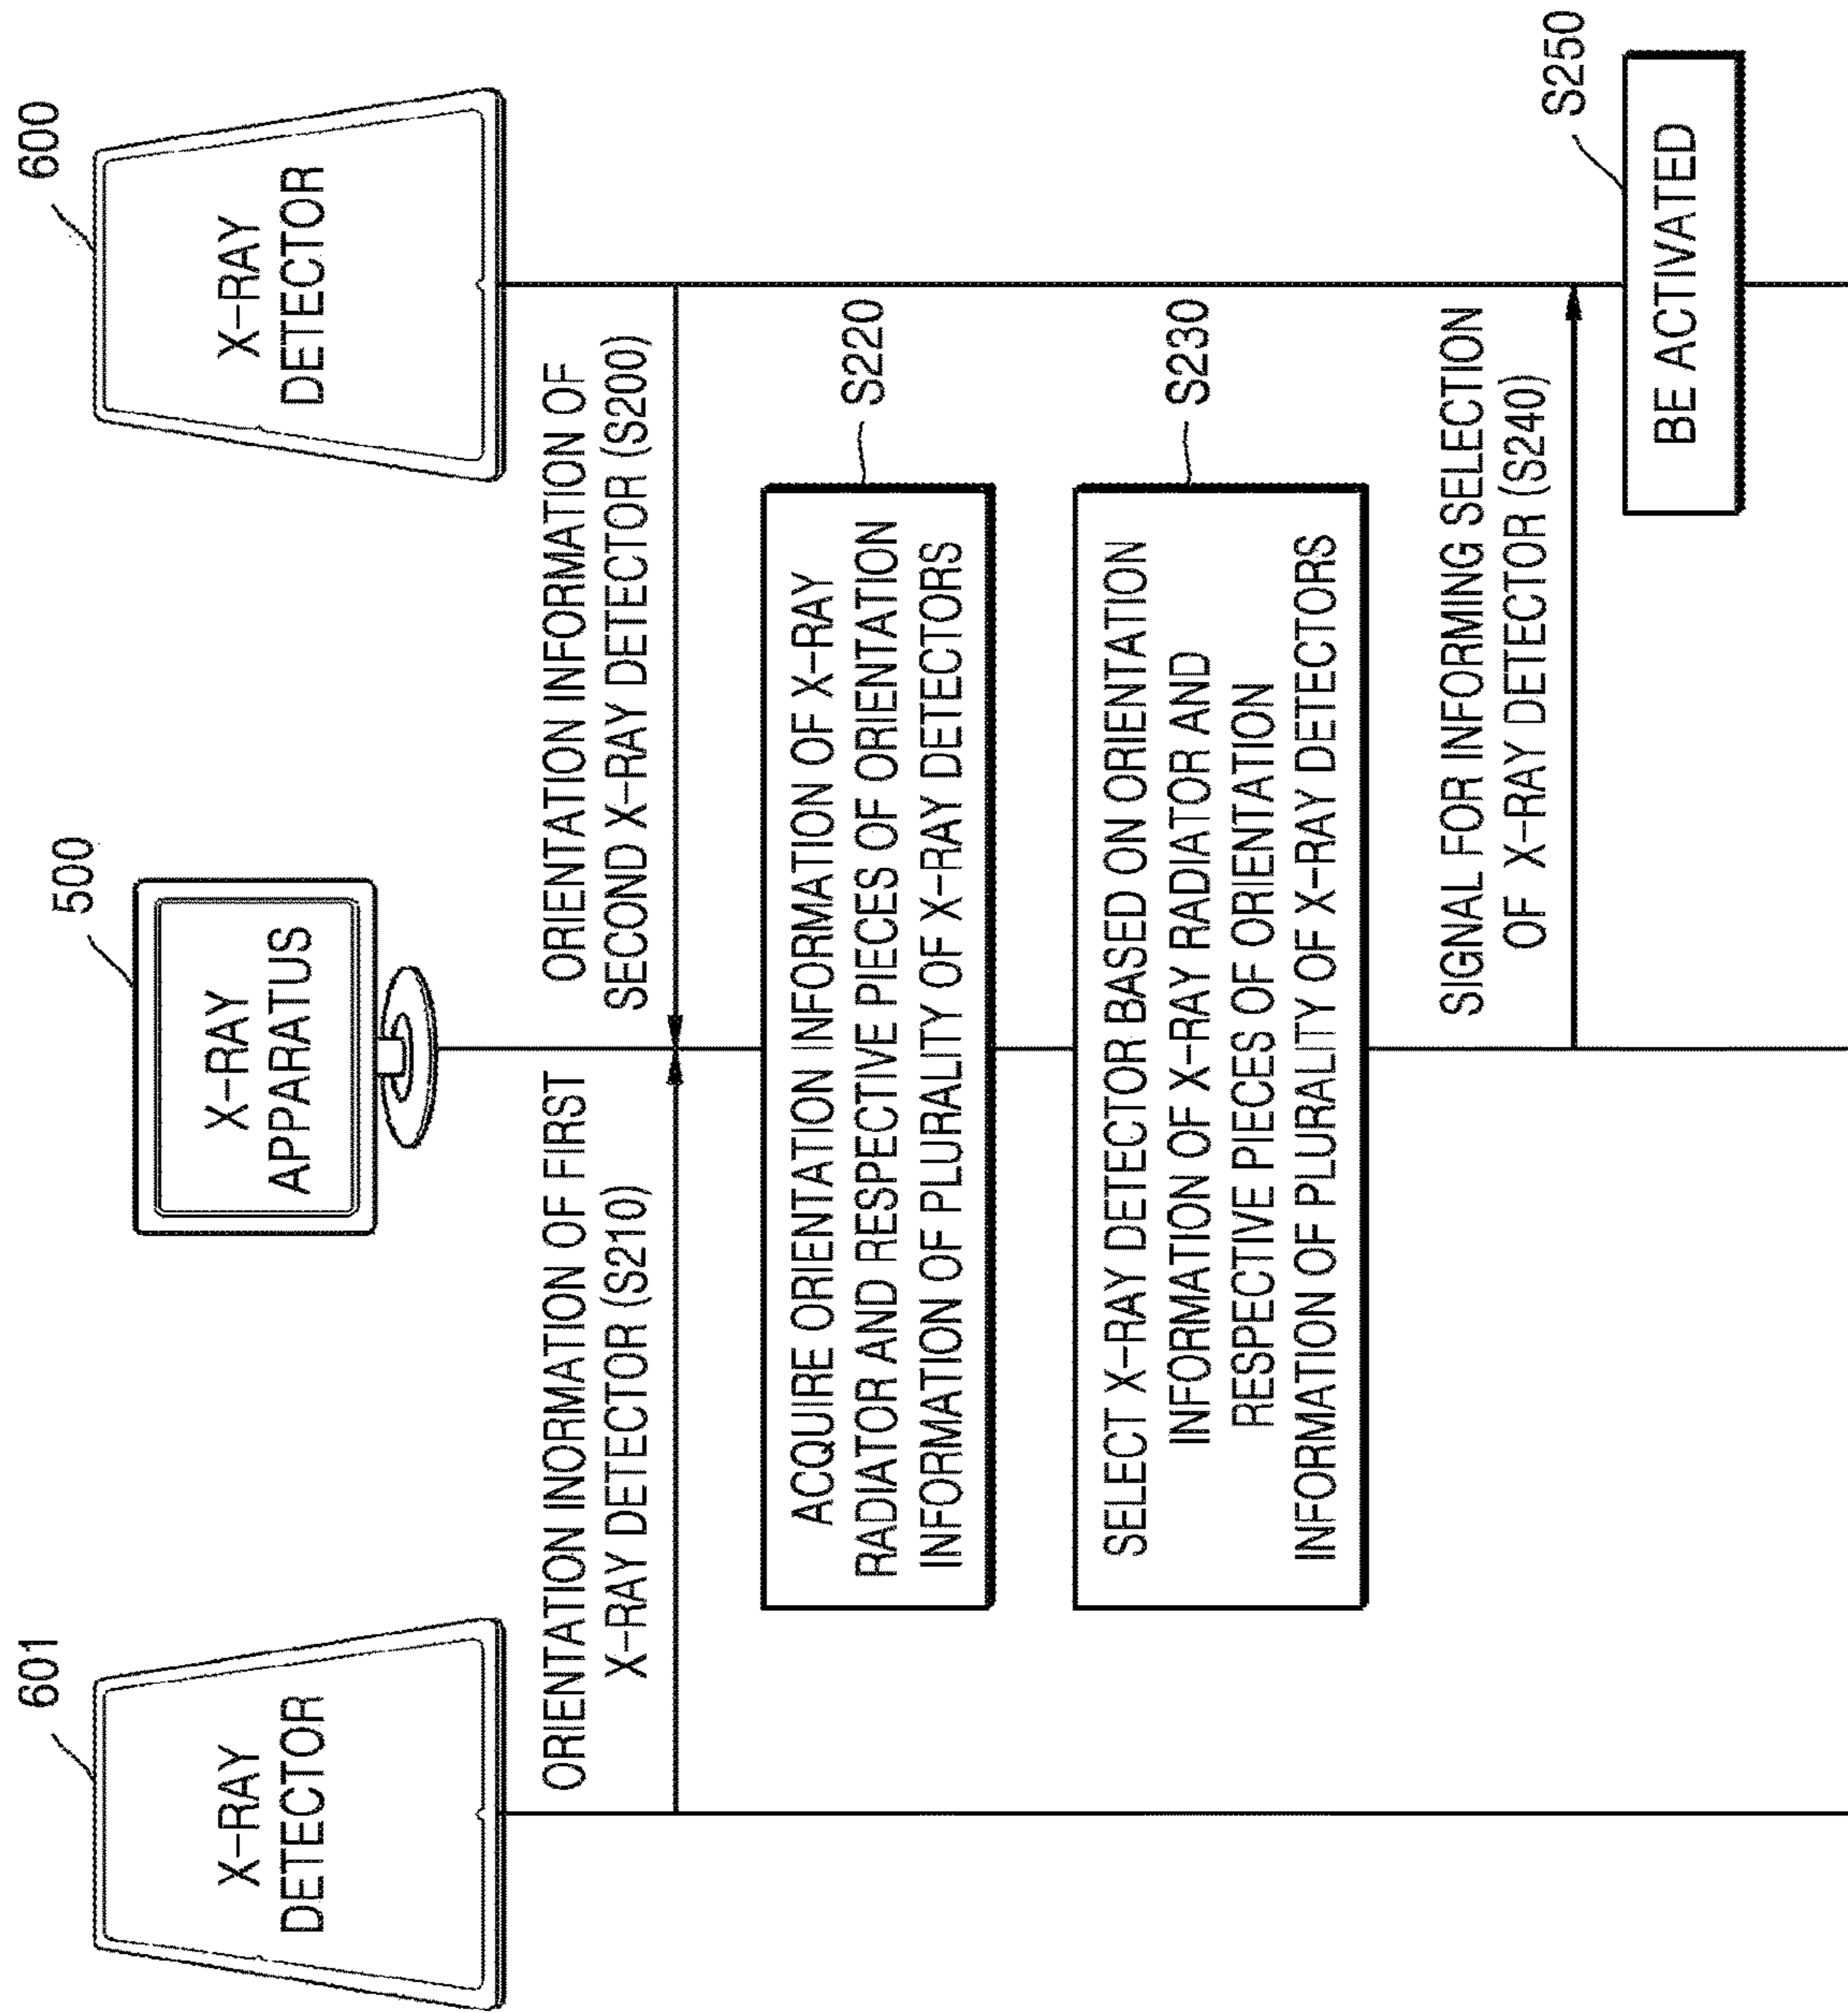 601
X-RAY
DETECTOR
500
X-RAY
APPARATUS
600
X-RAY
DETECTOR
ORIENTATION INORMATION OF FIRST
X-RAY DETECTOR (S210)
ORIENTATION INFORMATION OF
SECOND X-RAY DETECTOR (S200)
S220
ACQUIRE ORIENTATION INFORMATION OF X-RAY
RADIATOR AND RESPECTIVE PIECES OF ORIENTATION
INFORMATION OF PLURALITY OF X-RAY DETECTORS
S230
SELECT X-RAY DETECTOR BASED ON ORIENTATION
INFORMATION OF X-RAY RADIATOR AND
RESPECTIVE PIECES OF ORIENTATION
INFORMATION OF PLURALITY OF X-RAY DETECTORS
SIGNAL FOR INFORMING SELECTION
OF X-RAY DETECTOR (S240)
S250
BE ACTIVATED